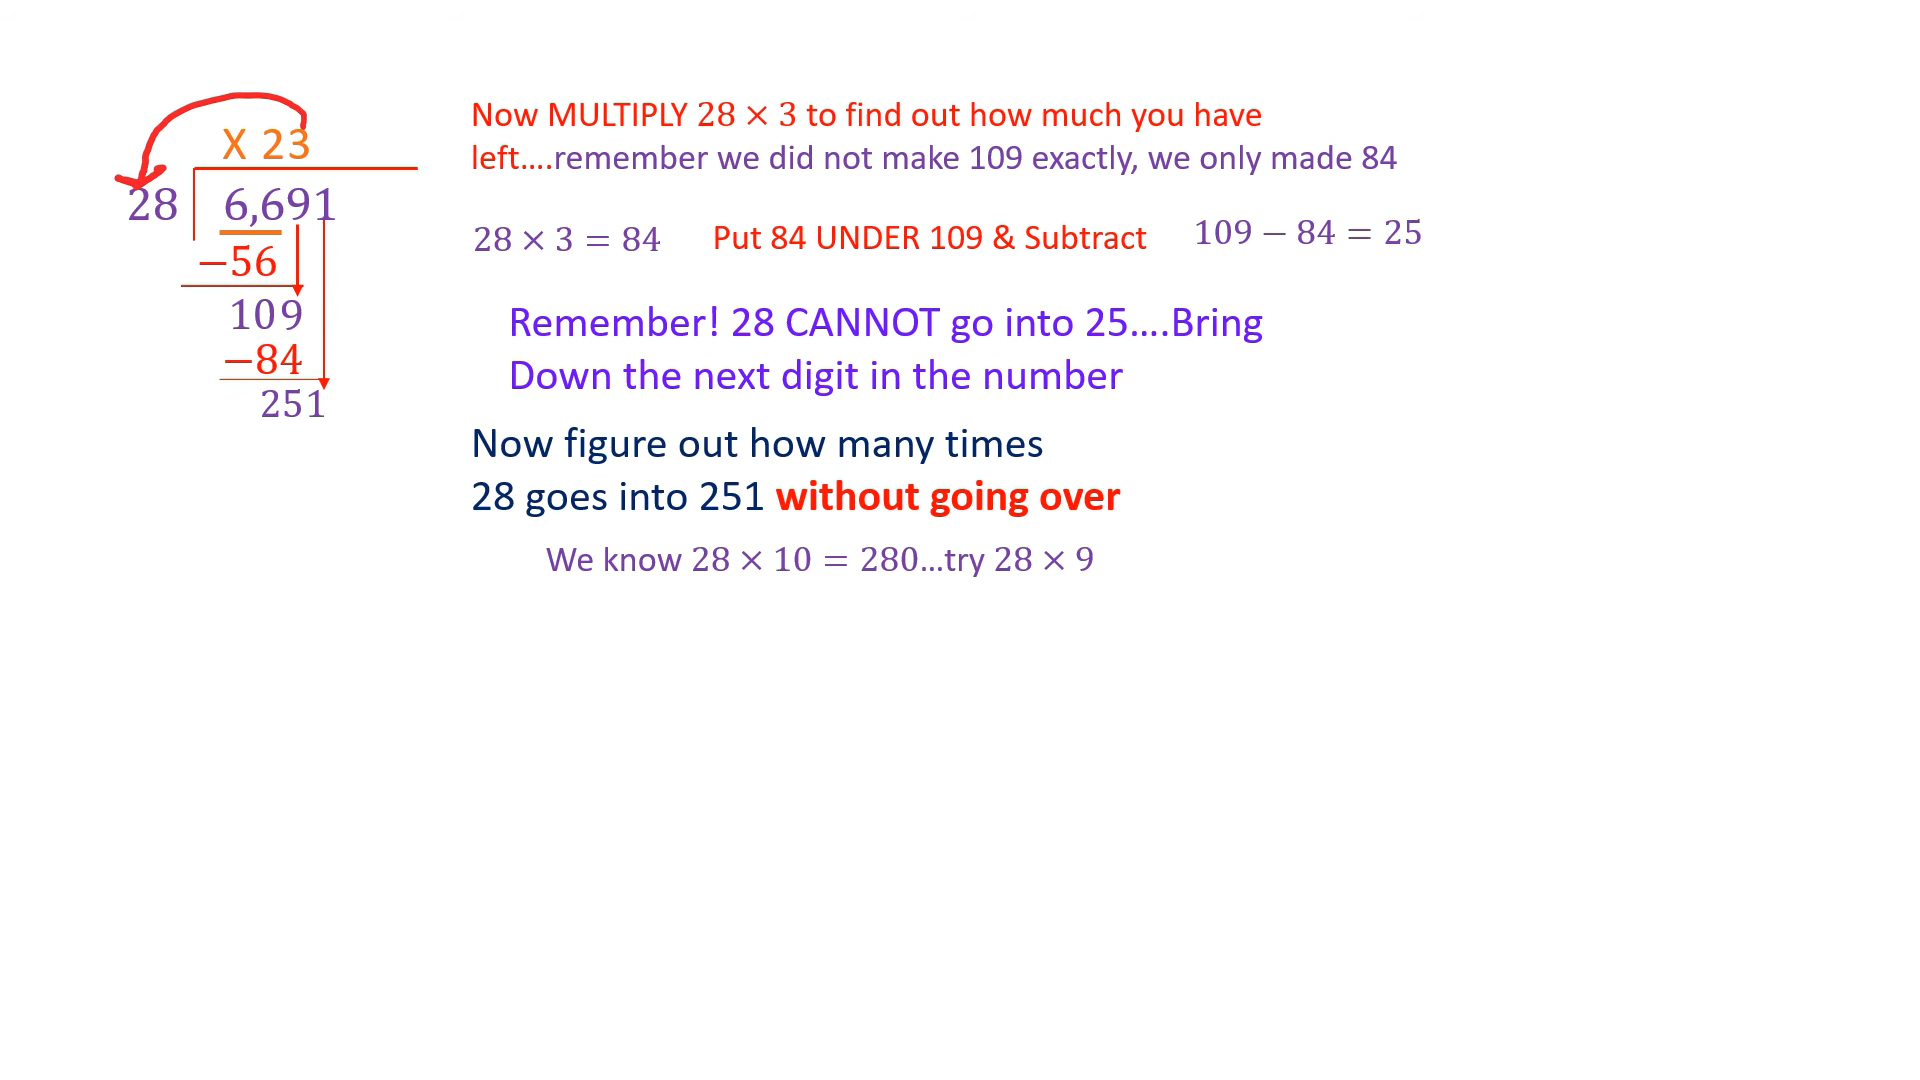 X 23
28 6,691
−56
109
−84
251
Now MULTIPLY 28 × 3 to find out how much you have
left....remember we did not make 109 exactly, we only made 84
28 × 3 = 84 Put 84 UNDER 109 & Subtract 109 − 84 = 25
Remember! 28 CANNOT go into 25....Bring
Down the next digit in the number
Now figure out how many times
28 goes into 251 without going over
We know 28 × 10 = 280...try 28 × 9